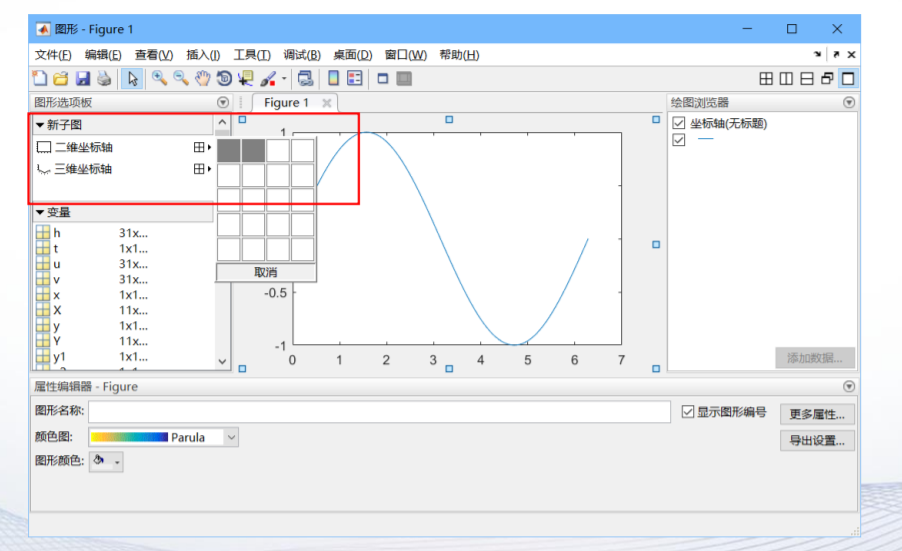 图形 - Figure 1
文件(F) 编辑(E) 查看(V) 插入(I) 工具(T) 调试(B) 桌面(D) 窗口(W) 帮助(H)
图形选项板
Figure 1
绘图浏览器
新子图
二维坐标轴
三维坐标轴
坐标轴(无标题)
变量
h 31x...
t 1x1...
u 31x...
v 31x...
x 1x1...
X 11x...
y 1x1...
Y 11x...
y1 1x1...
取消
1
-0.5
-1
0 1 2 3 4 5 6 7
添加数据...
属性编辑器 - Figure
图形名称:
显示图形编号
更多属性...
颜色图:
Parula
导出设置...
图形颜色: